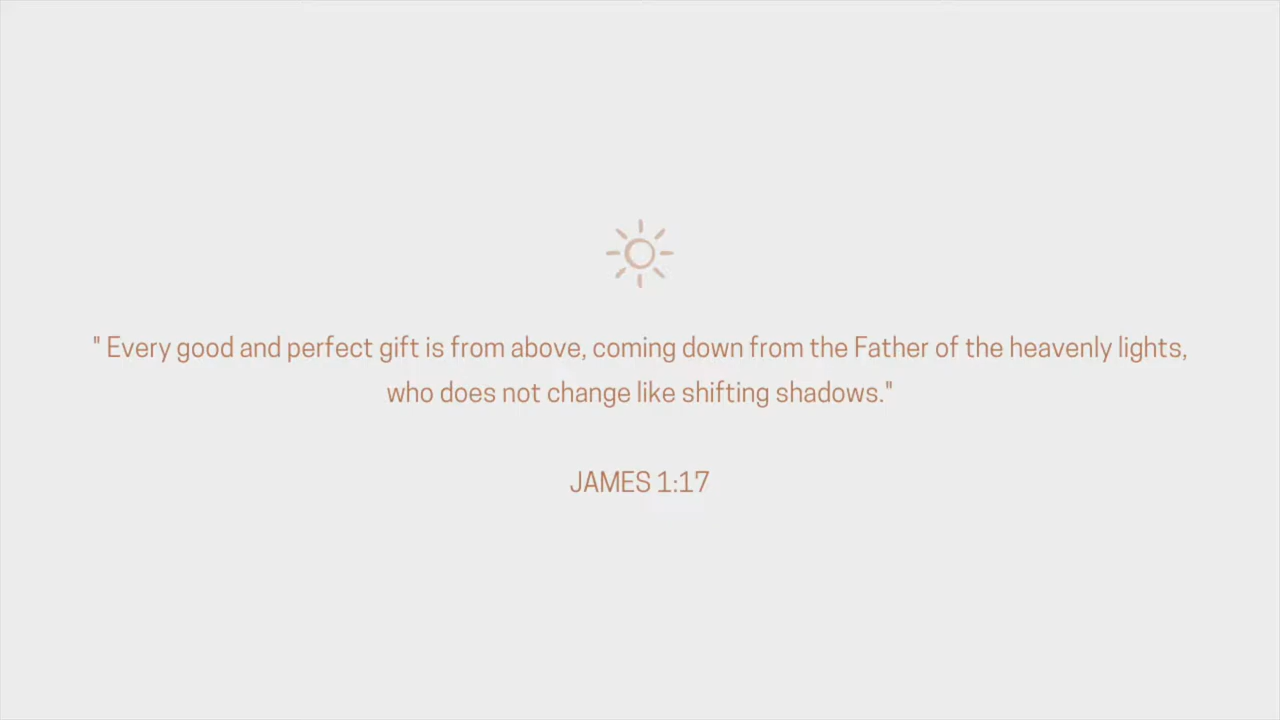 " Every good and perfect gift is from above, coming down from the Father of the heavenly lights,
who does not change like shifting shadows."
JAMES 1:17